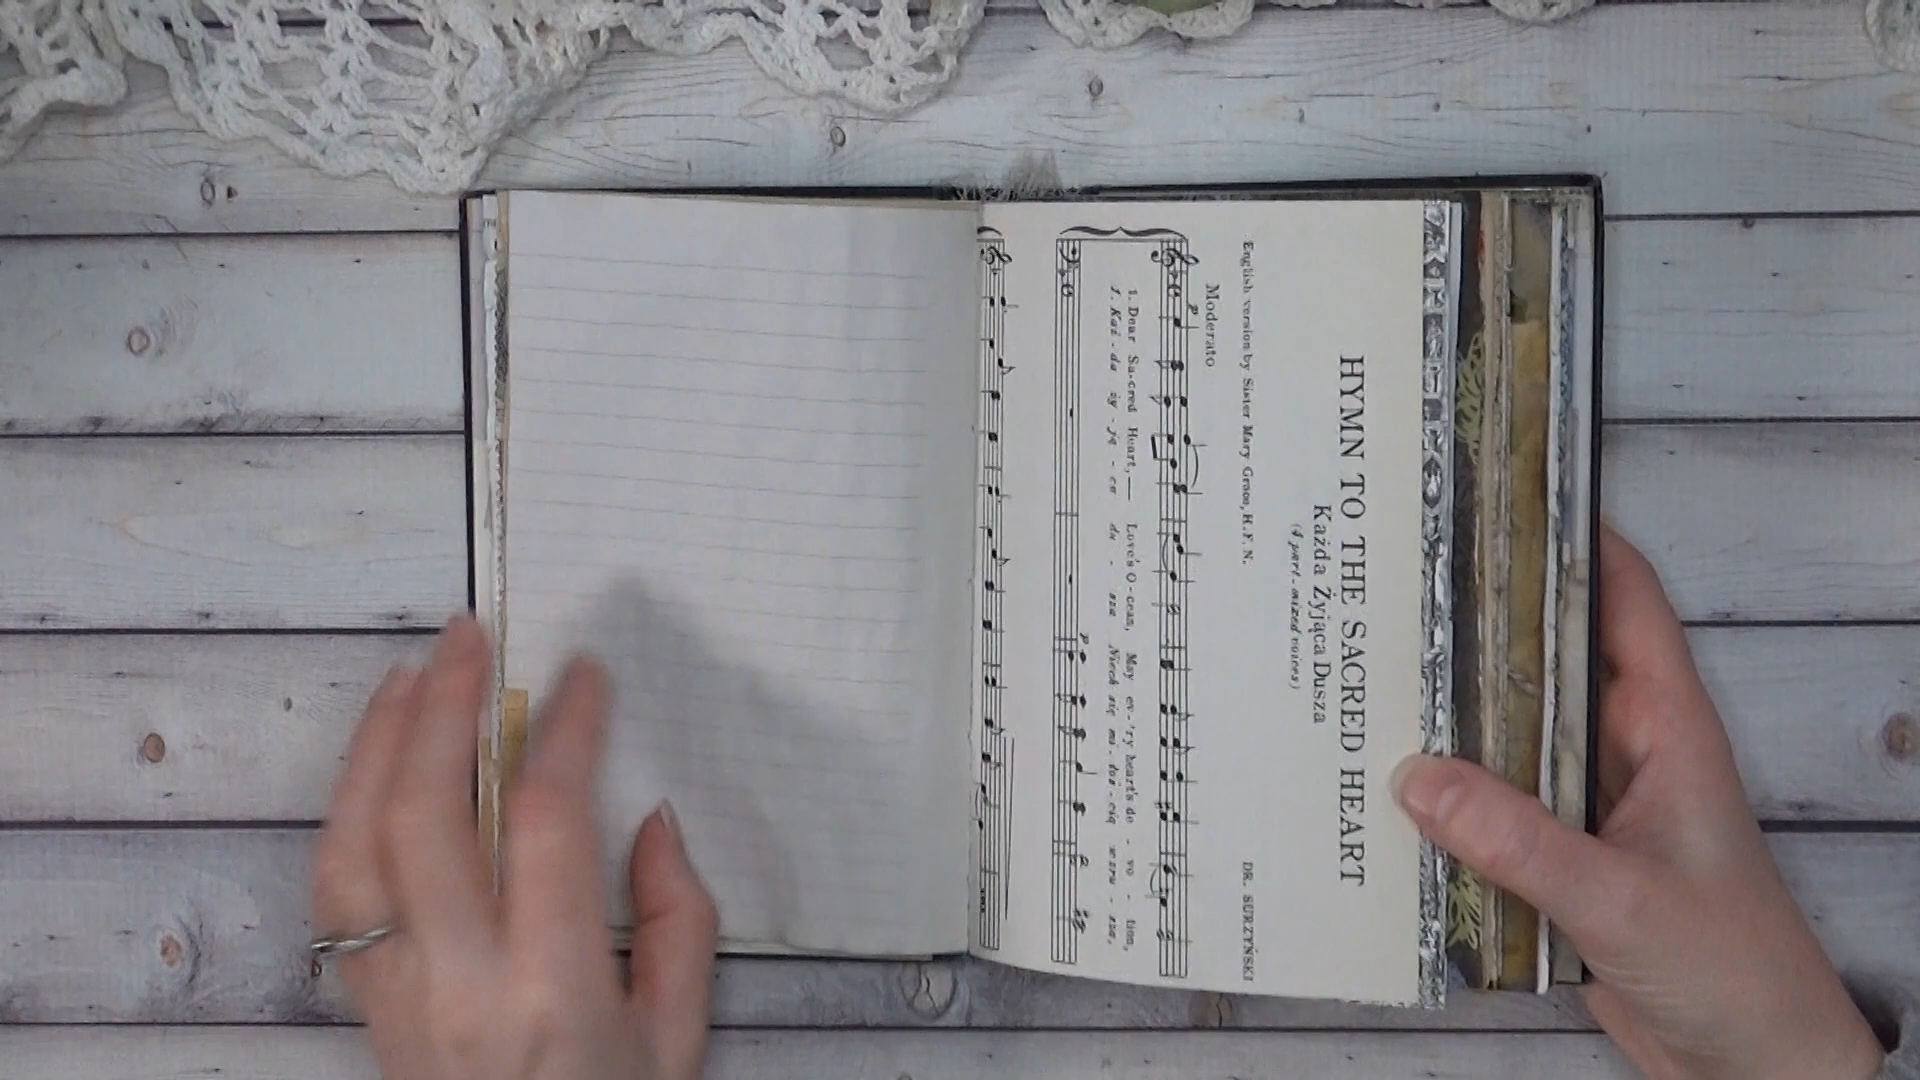 HYMN TO THE SACRED HEART
Każda Żyjąca Dusza
(4 part-mixed voices)
English version by Sister Mary Graos, H.F.N.
DR. SURZYŃSKI
Moderato
P
1. Dear Sa-cred Heart,— Love's O-cean, May ev-'ry heart's de - vo - tion,
1. Każ - da ży - ją - ca du - sza Niech się mi - łoś - cią wzru - sza,
P